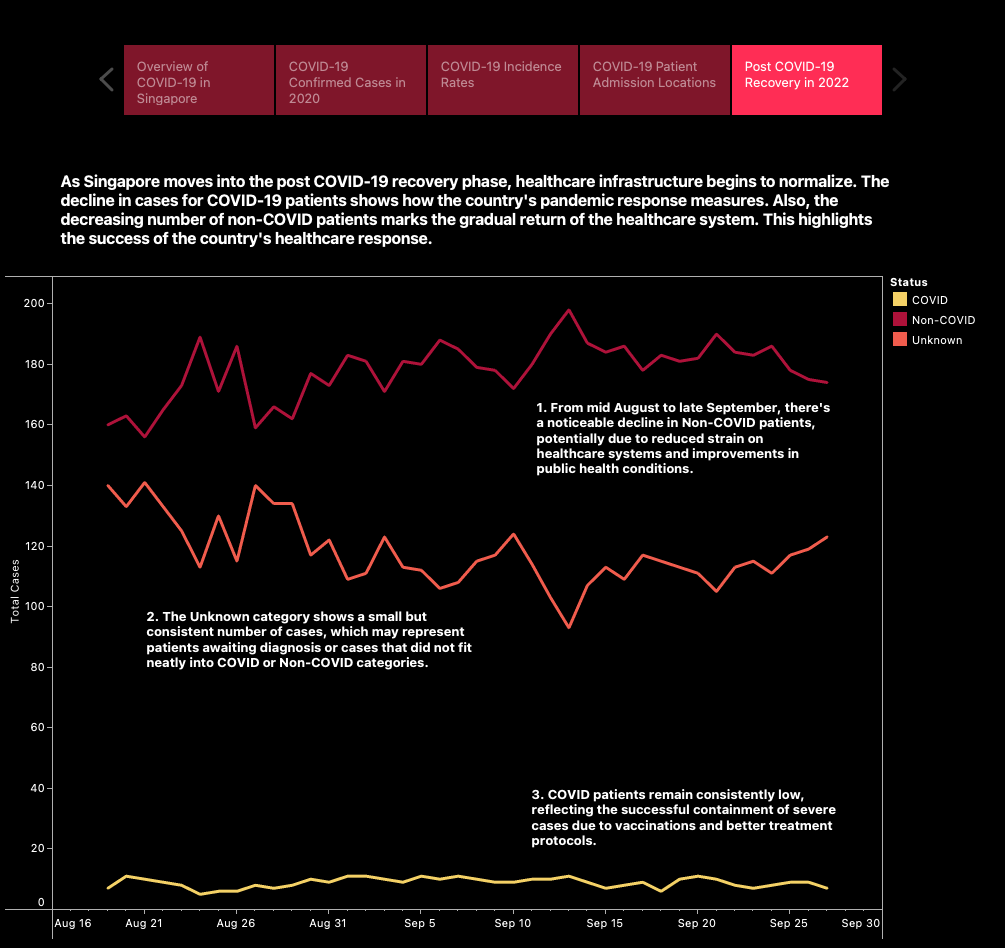 Overview of
COVID-19 in
Singapore
COVID-19
Confirmed Cases in
2020
COVID-19 Incidence
Rates
COVID-19 Patient
Admission Locations
Post COVID-19
Recovery in 2022
As Singapore moves into the post COVID-19 recovery phase, healthcare infrastructure begins to normalize. The
decline in cases for COVID-19 patients shows how the country's pandemic response measures. Also, the
decreasing number of non-COVID patients marks the gradual return of the healthcare system. This highlights
the success of the country's healthcare response.
Status
COVID
Non-COVID
Unknown
Total Cases
200
180
160
140
120
100
80
60
40
20
0
1. From mid August to late September, there's
a noticeable decline in Non-COVID patients,
potentially due to reduced strain on
healthcare systems and improvements in
public health conditions.
2. The Unknown category shows a small but
consistent number of cases, which may represent
patients awaiting diagnosis or cases that did not fit
neatly into COVID or Non-COVID categories.
3. COVID patients remain consistently low,
reflecting the successful containment of severe
cases due to vaccinations and better treatment
protocols.
Aug 16 Aug 21 Aug 26 Aug 31 Sep 5 Sep 10 Sep 15 Sep 20 Sep 25 Sep 30